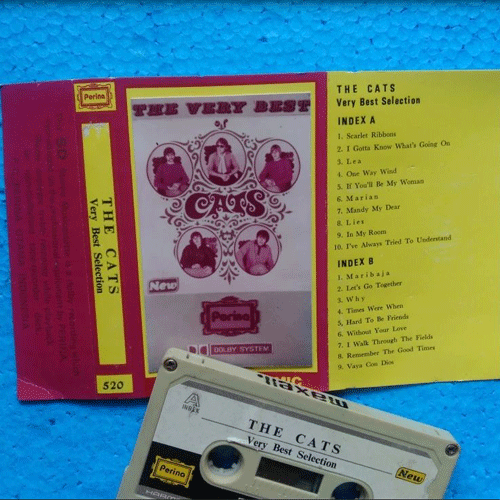 Perina
THE CATS
Very Best Selection
520
THE VERY BEST
of
CATS
New
Perina
DOLBY SYSTEM
THE CATS
Very Best Selection
INDEX A
1. Scarlet Ribbons
2. I Gotta Know What's Going On
3. Lea
4. One Way Wind
5. If You'll Be My Woman
6. Marian
7. Mandy My Dear
8. Lies
9. In My Room
10. I've Always Tried To Understand
INDEX B
1. Maribaja
2. Let's Go Together
3. Why
4. Times Were When
5. Hard To Be Friends
6. Without Your Love
7. I Walk Through The Fields
8. Remember The Good Times
9. Vaya Con Dios
maxell
A
INDEX
THE CATS
Very Best Selection
Perina
New